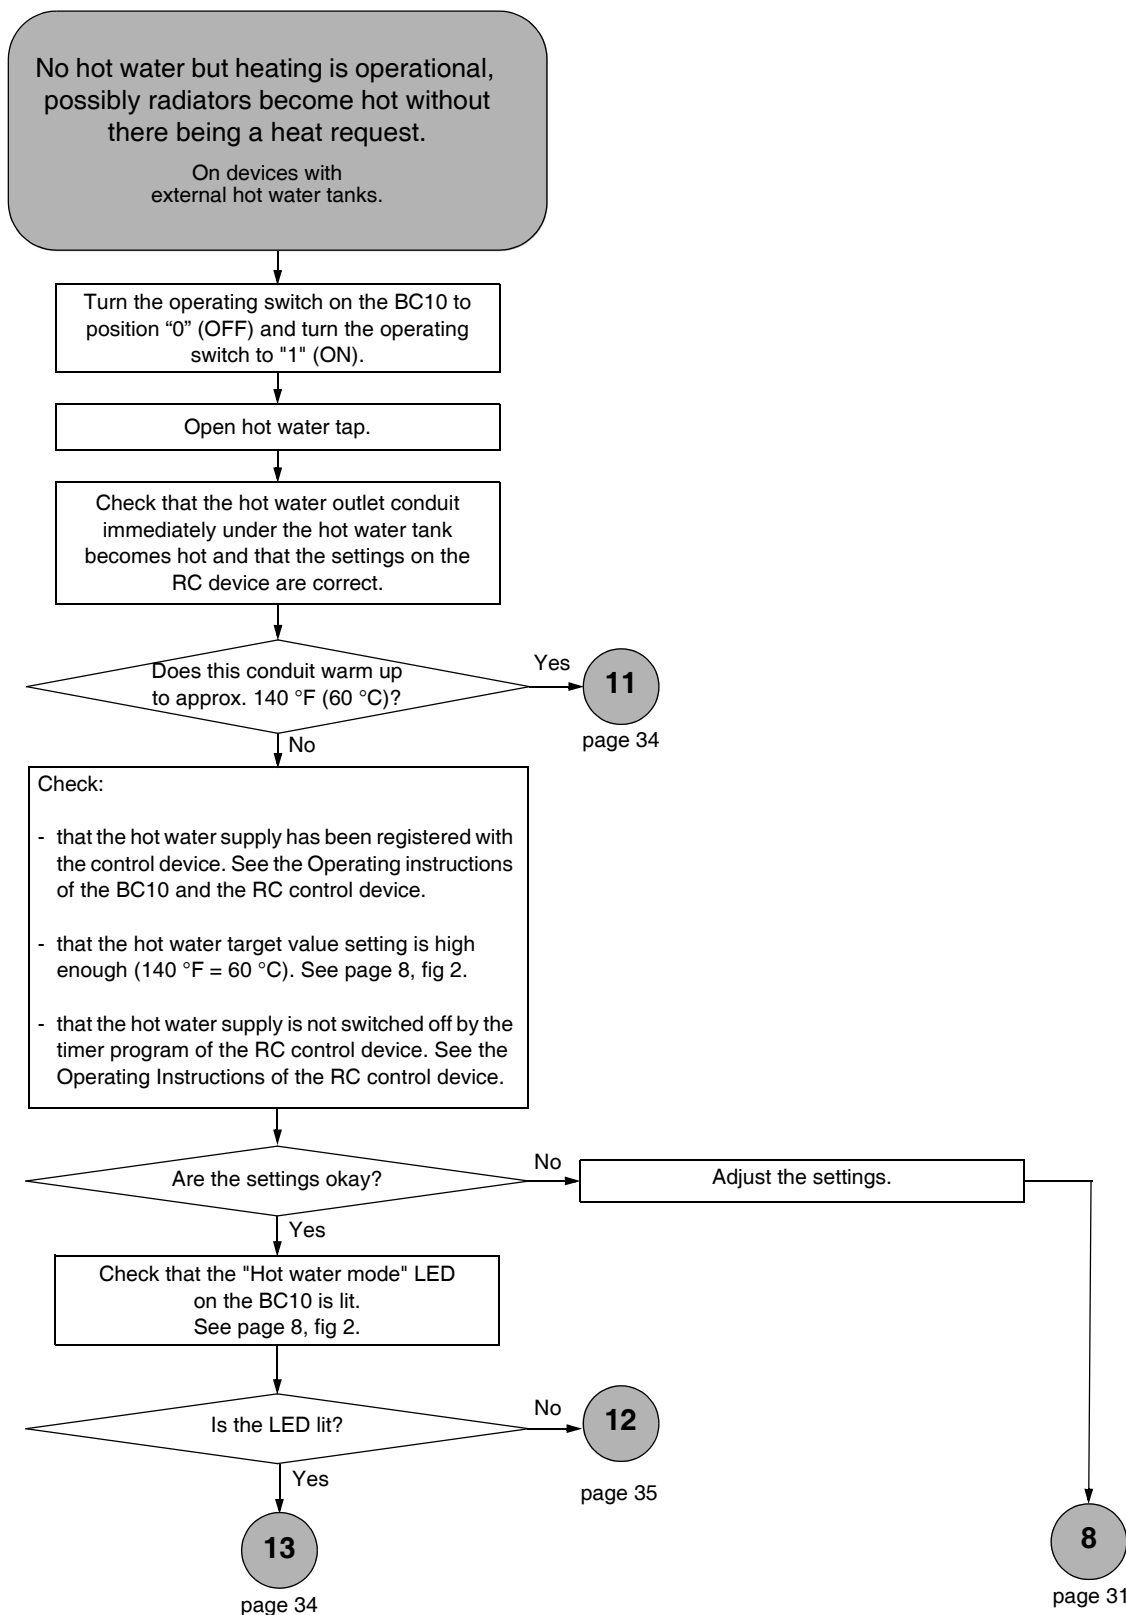 No hot water but heating is operational,
possibly radiators become hot without
there being a heat request.
On devices with
external hot water tanks.
Turn the operating switch on the BC10 to
position “0” (OFF) and turn the operating
switch to "1" (ON).
Open hot water tap.
Check that the hot water outlet conduit
immediately under the hot water tank
becomes hot and that the settings on the
RC device are correct.
Does this conduit warm up
to approx. 140 °F (60 °C)?
Yes
11
page 34
No
Check:
- that the hot water supply has been registered with
the control device. See the Operating instructions
of the BC10 and the RC control device.
- that the hot water target value setting is high
enough (140 °F = 60 °C). See page 8, fig 2.
- that the hot water supply is not switched off by the
timer program of the RC control device. See the
Operating Instructions of the RC control device.
Are the settings okay?
No
Adjust the settings.
Yes
Check that the "Hot water mode" LED
on the BC10 is lit.
See page 8, fig 2.
Is the LED lit?
No
12
page 35
Yes
13
page 34
8
page 31